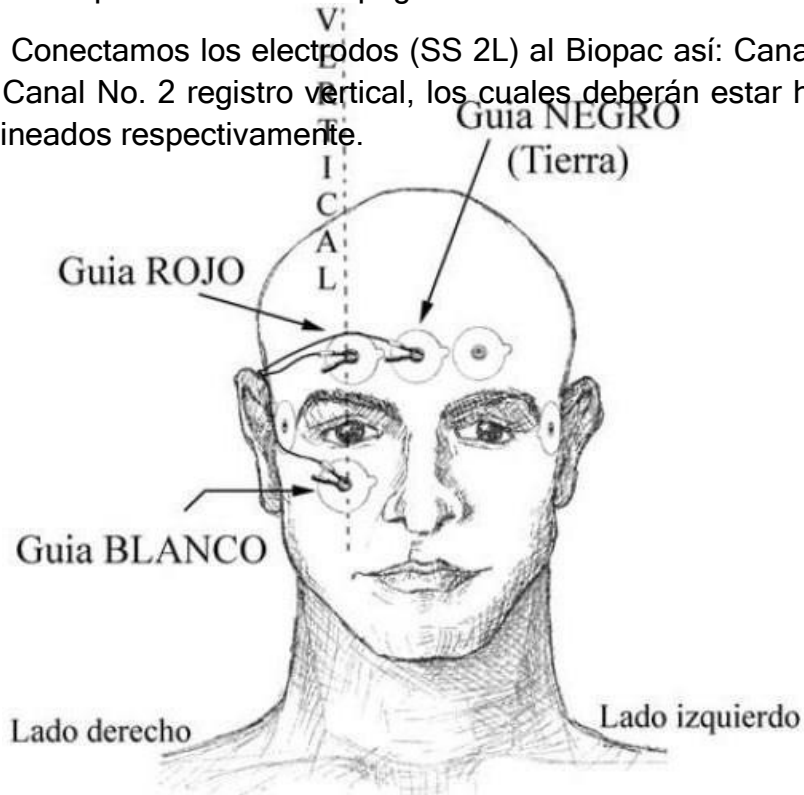 Conectamos los electrodos (SS 2L) al Biopac así:
Canal No. 2 registro vertical, los cuales deberán estar
ineados respectivamente.
VERTICAL
Guia NEGRO
(Tierra)
Guia ROJO
Guia BLANCO
Lado derecho
Lado izquierdo